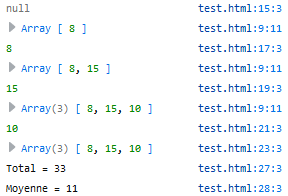 null test.html:15:3
▶ Array [ 8 ] test.html:9:11
8 test.html:17:3
▶ Array [ 8, 15 ] test.html:9:11
15 test.html:19:3
▶ Array(3) [ 8, 15, 10 ] test.html:9:11
10 test.html:21:3
▶ Array(3) [ 8, 15, 10 ] test.html:23:3
Total = 33 test.html:27:3
Moyenne = 11 test.html:28:3